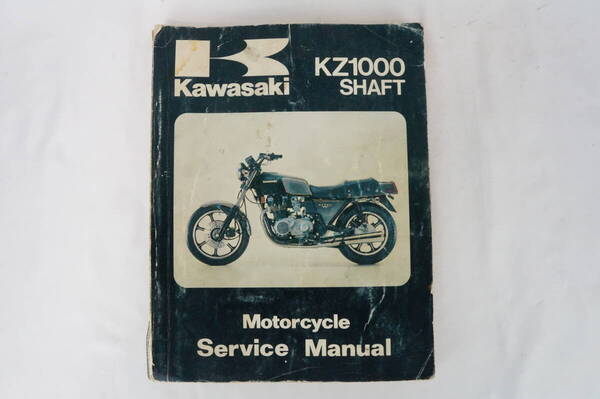 Kawasaki
KZ1000
SHAFT
Motorcycle
Service Manual